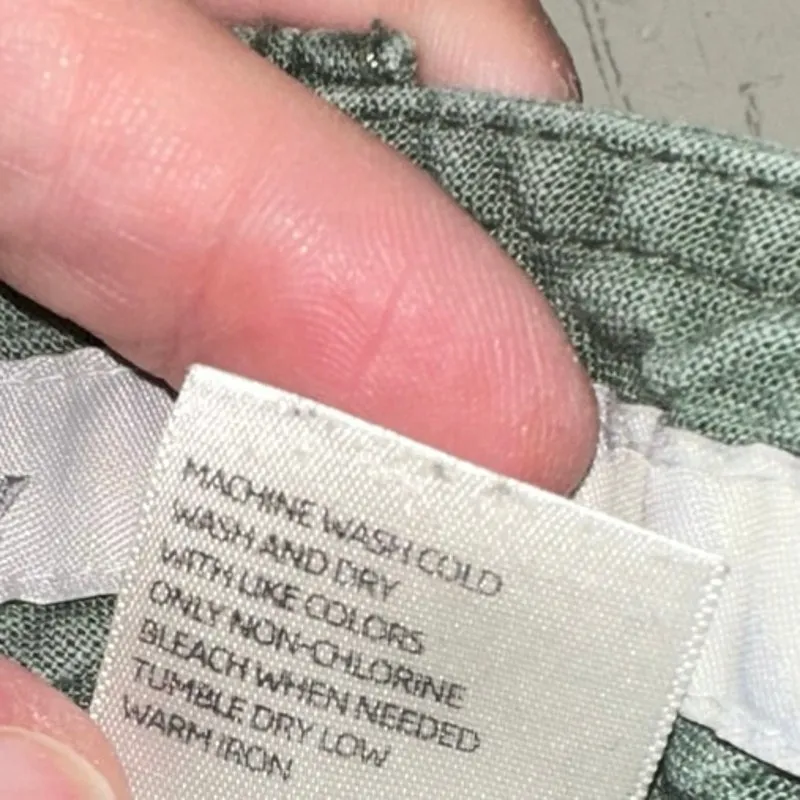 MACHINE WASH COLD
WASH AND DRY
WITH LIKE COLORS
ONLY NON-CHLORINE
BLEACH WHEN NEEDED
TUMBLE DRY LOW
WARM IRON